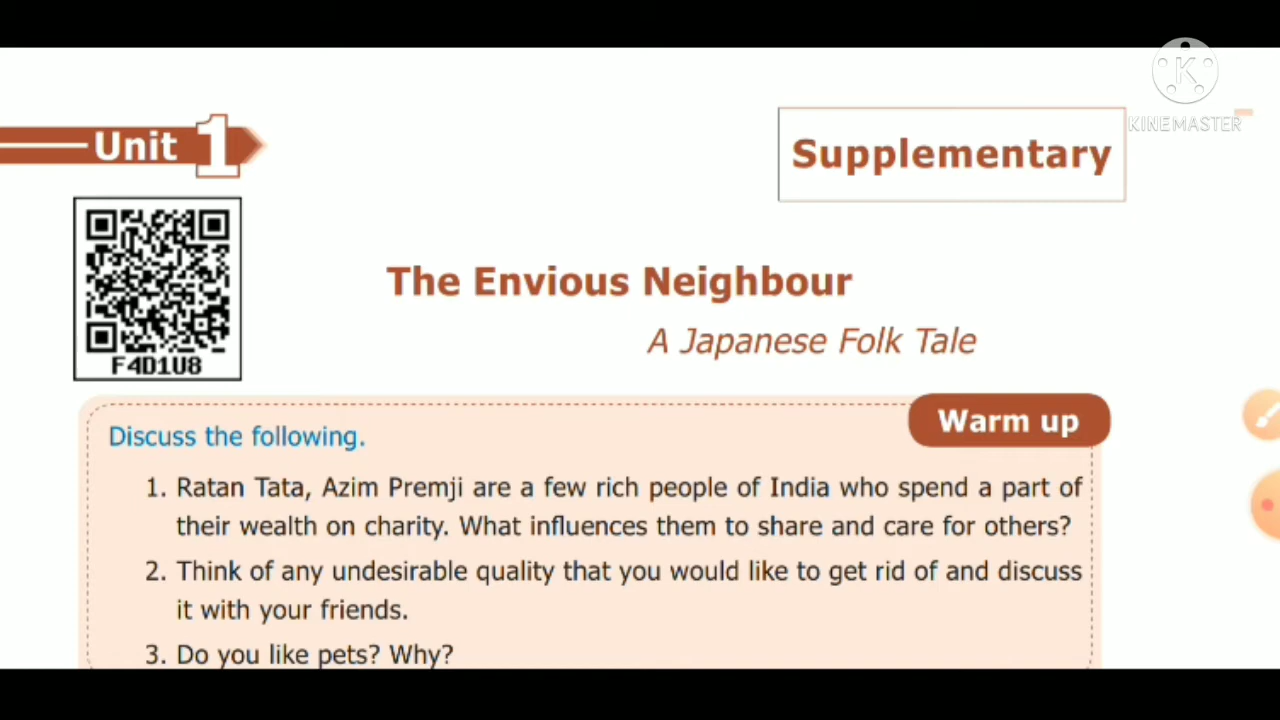 KINEMASTER
Unit 1
Supplementary
F4D1U8
The Envious Neighbour
A Japanese Folk Tale
Warm up
Discuss the following.
1. Ratan Tata, Azim Premji are a few rich people of India who spend a part of
their wealth on charity. What influences them to share and care for others?
2. Think of any undesirable quality that you would like to get rid of and discuss
it with your friends.
3. Do you like pets? Why?